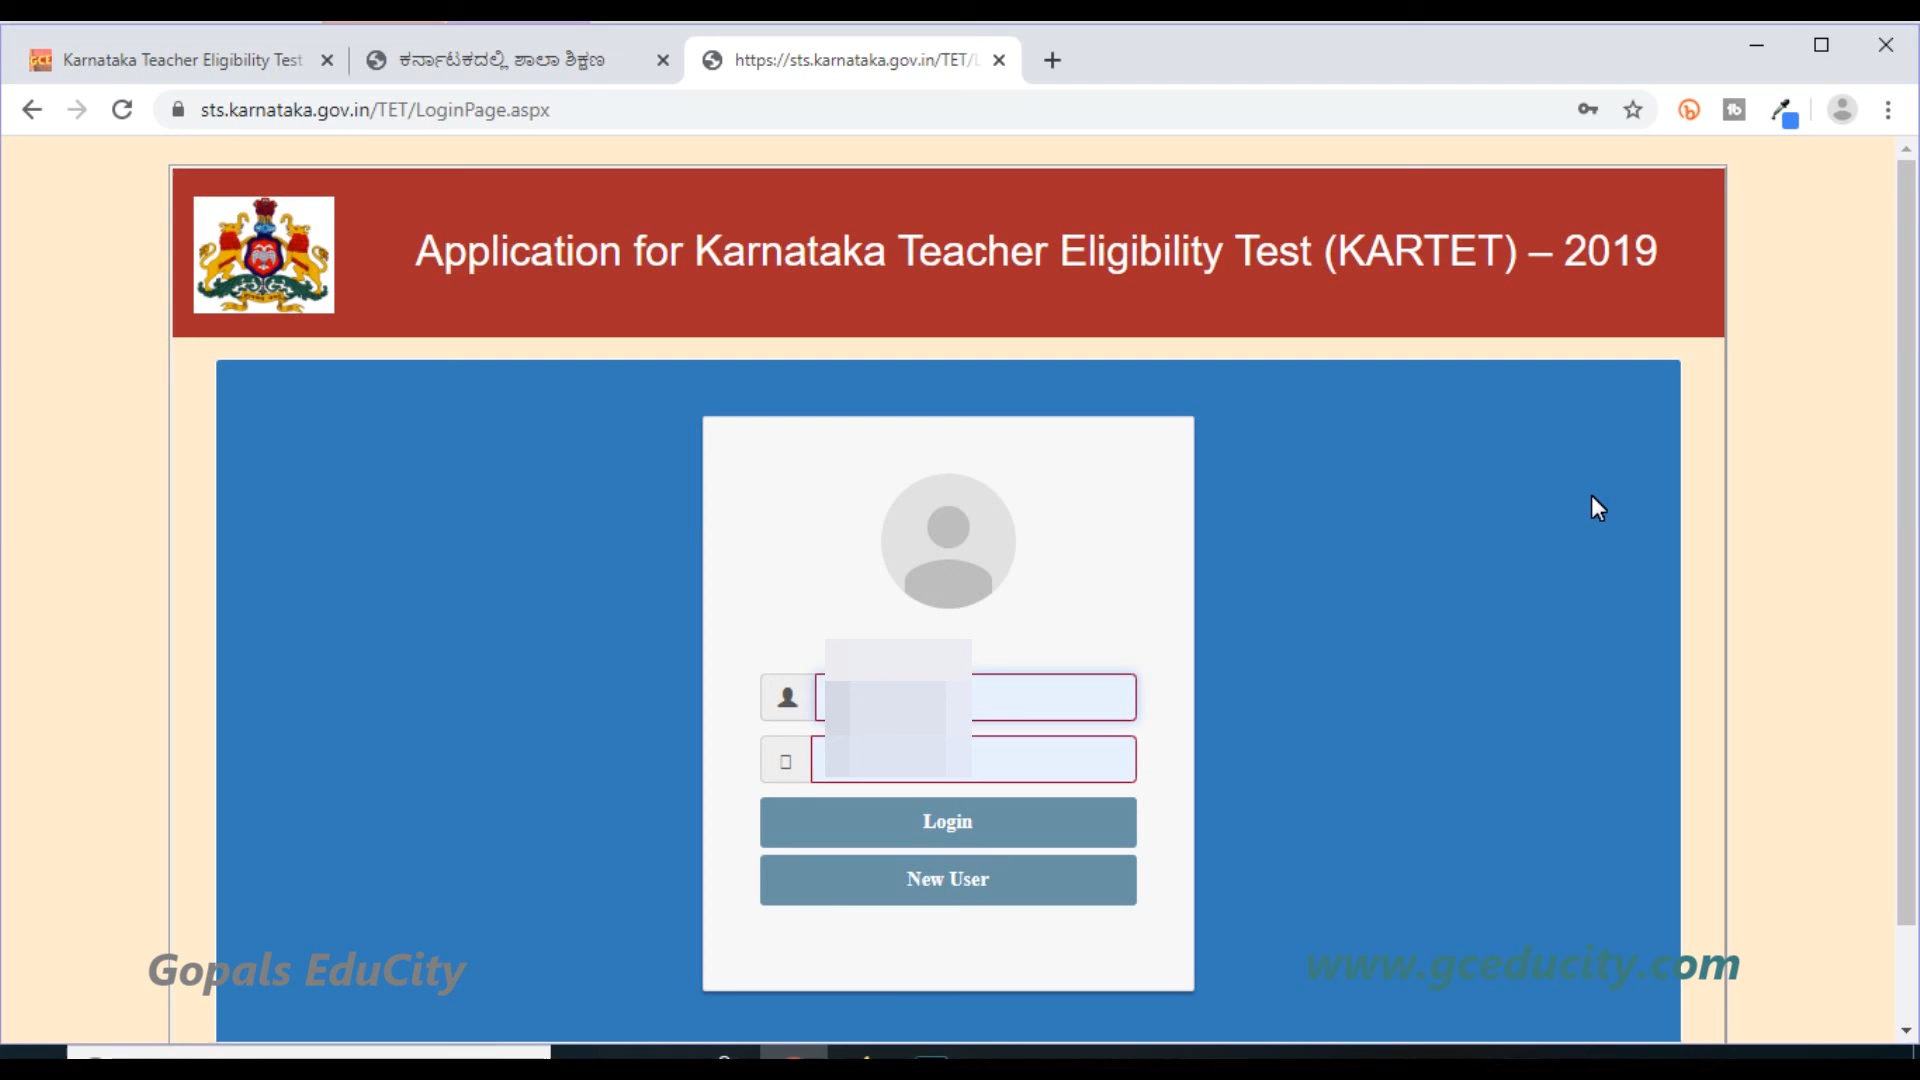 Karnataka Teacher Eligibility Test
ಕರ್ನಾಟಕದಲ್ಲಿ ಶಾಲಾ ಶಿಕ್ಷಣ
https://sts.karnataka.gov.in/TET/
sts.karnataka.gov.in/TET/LoginPage.aspx
Application for Karnataka Teacher Eligibility Test (KARTET) – 2019
Login
New User
Gopals EduCity
www.gceducity.com